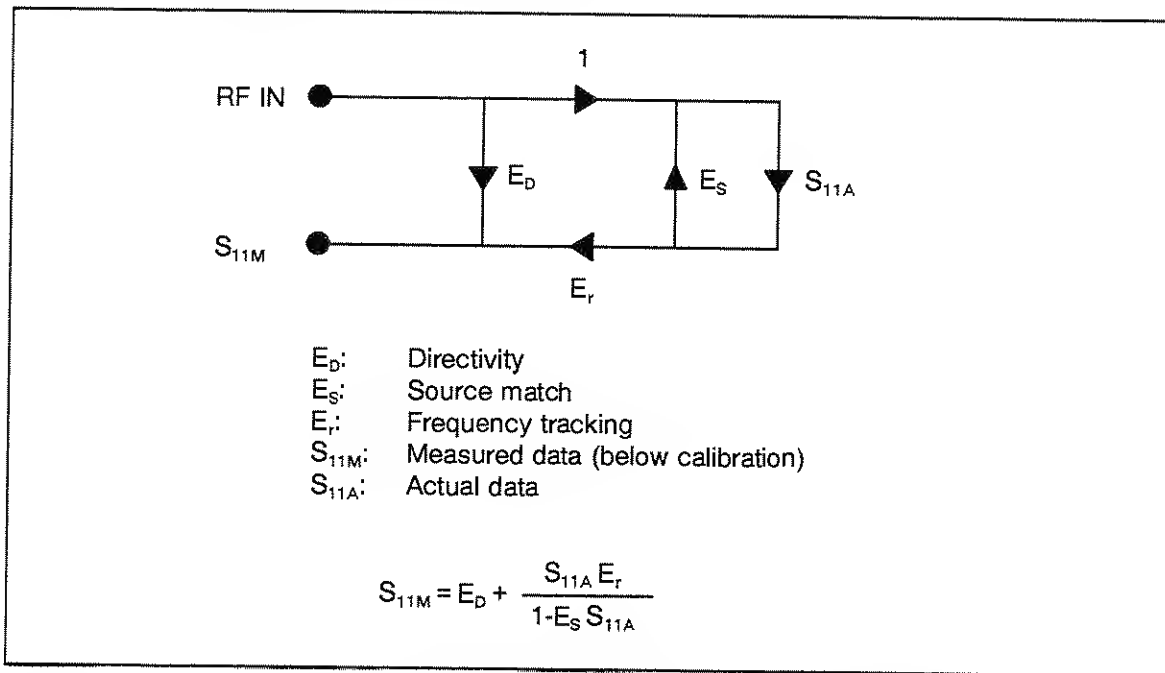 1
RF IN
E_D
E_S
S_11A
S_11M
E_r
E_D: Directivity
E_S: Source match
E_r: Frequency tracking
S_11M: Measured data (below calibration)
S_11A: Actual data
S_11M = E_D + S_11A E_r / 1-E_S S_11A